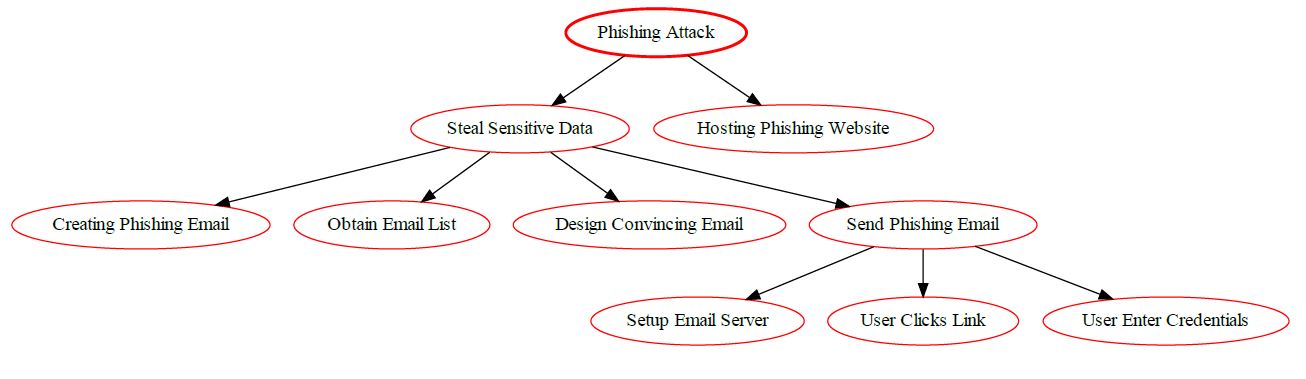 Phishing Attack
Steal Sensitive Data
Hosting Phishing Website
Creating Phishing Email
Obtain Email List
Design Convincing Email
Send Phishing Email
Setup Email Server
User Clicks Link
User Enter Credentials